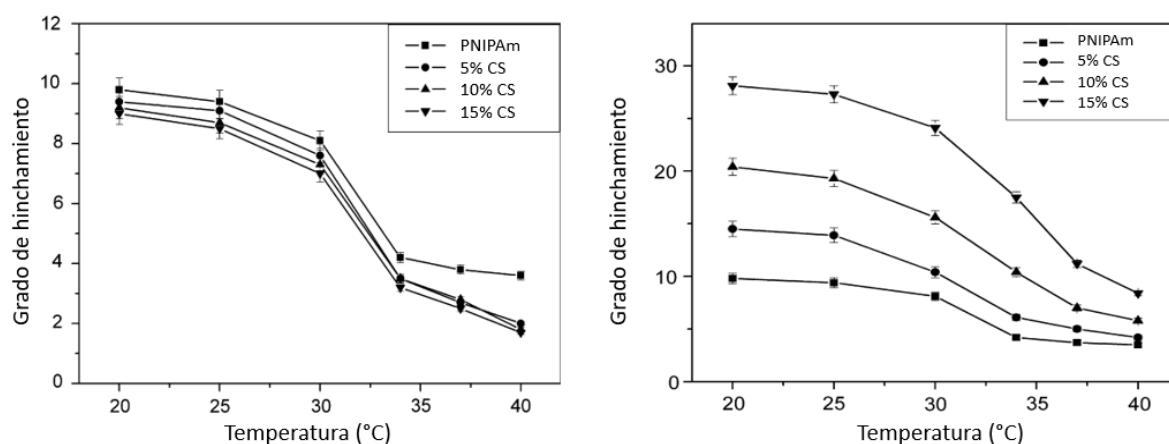 12
10
8
6
4
2
0
Grado de hinchamiento
PNIPAm
5% CS
10% CS
15% CS
20 25 30 35 40
Temperatura (°C)
30
20
10
0
Grado de hinchamiento
PNIPAm
5% CS
10% CS
15% CS
20 25 30 35 40
Temperatura (°C)